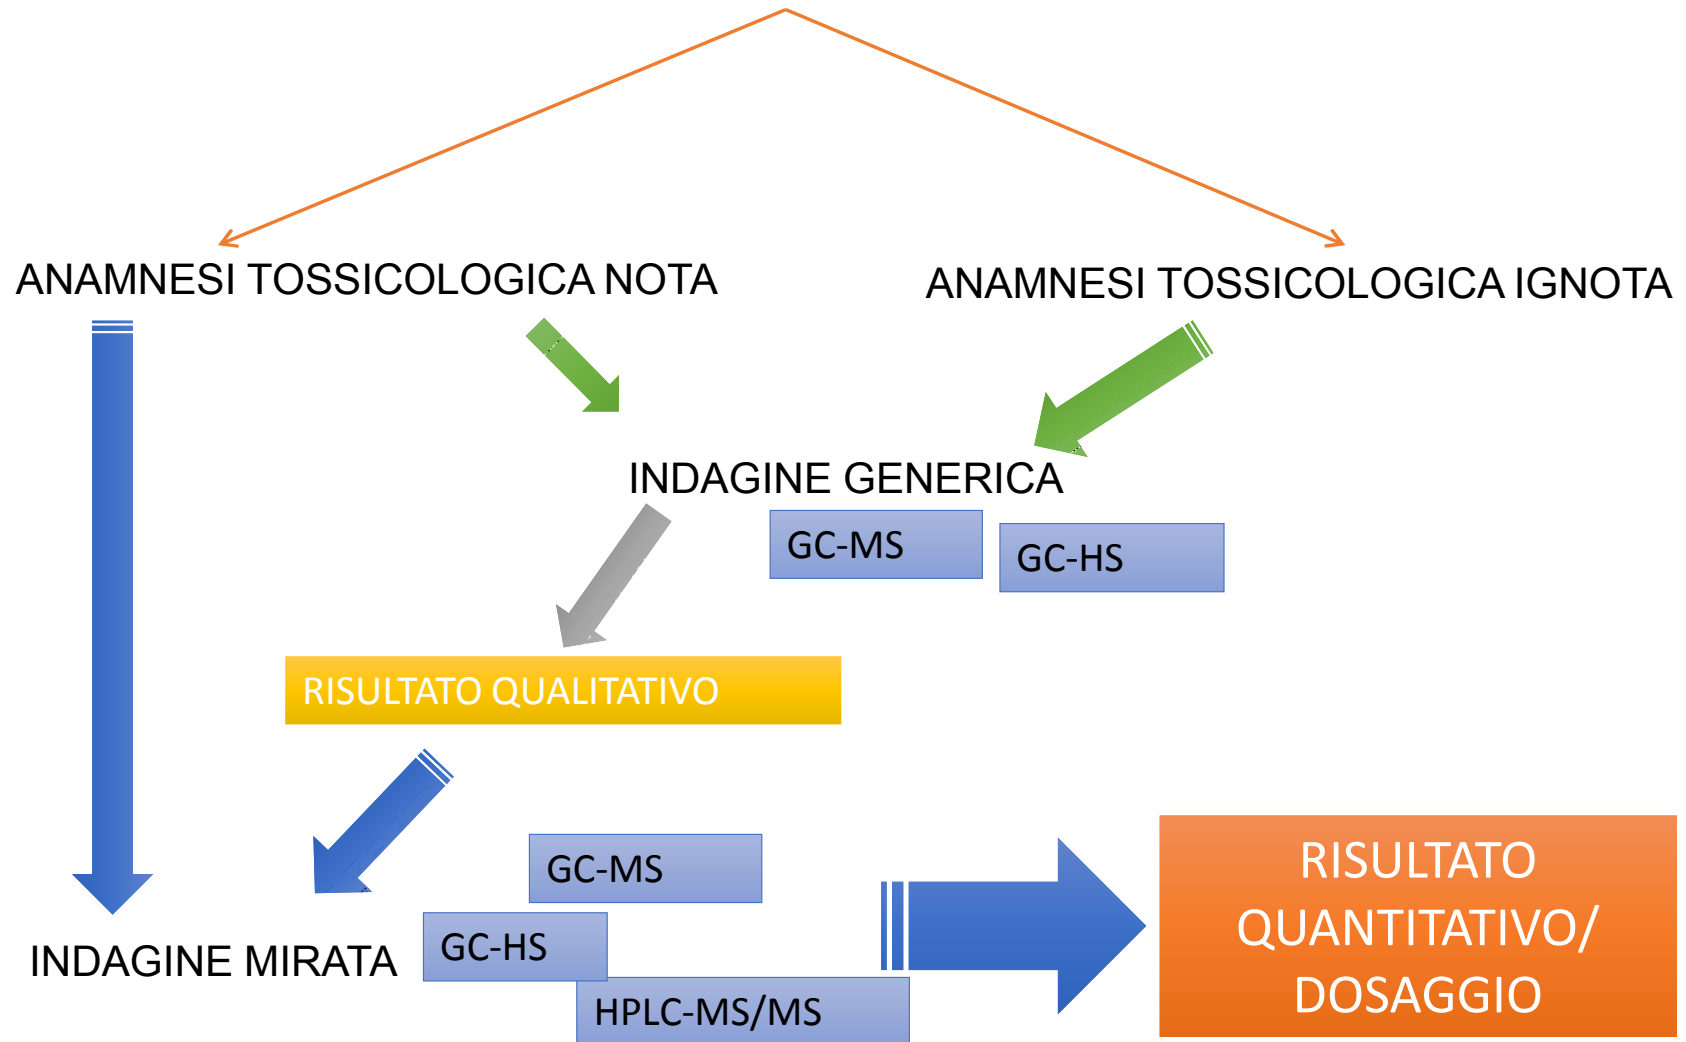 ANAMNESI TOSSICOLOGICA NOTA
ANAMNESI TOSSICOLOGICA IGNOTA
INDAGINE GENERICA
GC-MS
GC-HS
RISULTATO QUALITATIVO
GC-MS
GC-HS
INDAGINE MIRATA
HPLC-MS/MS
RISULTATO
QUANTITATIVO/
DOSAGGIO